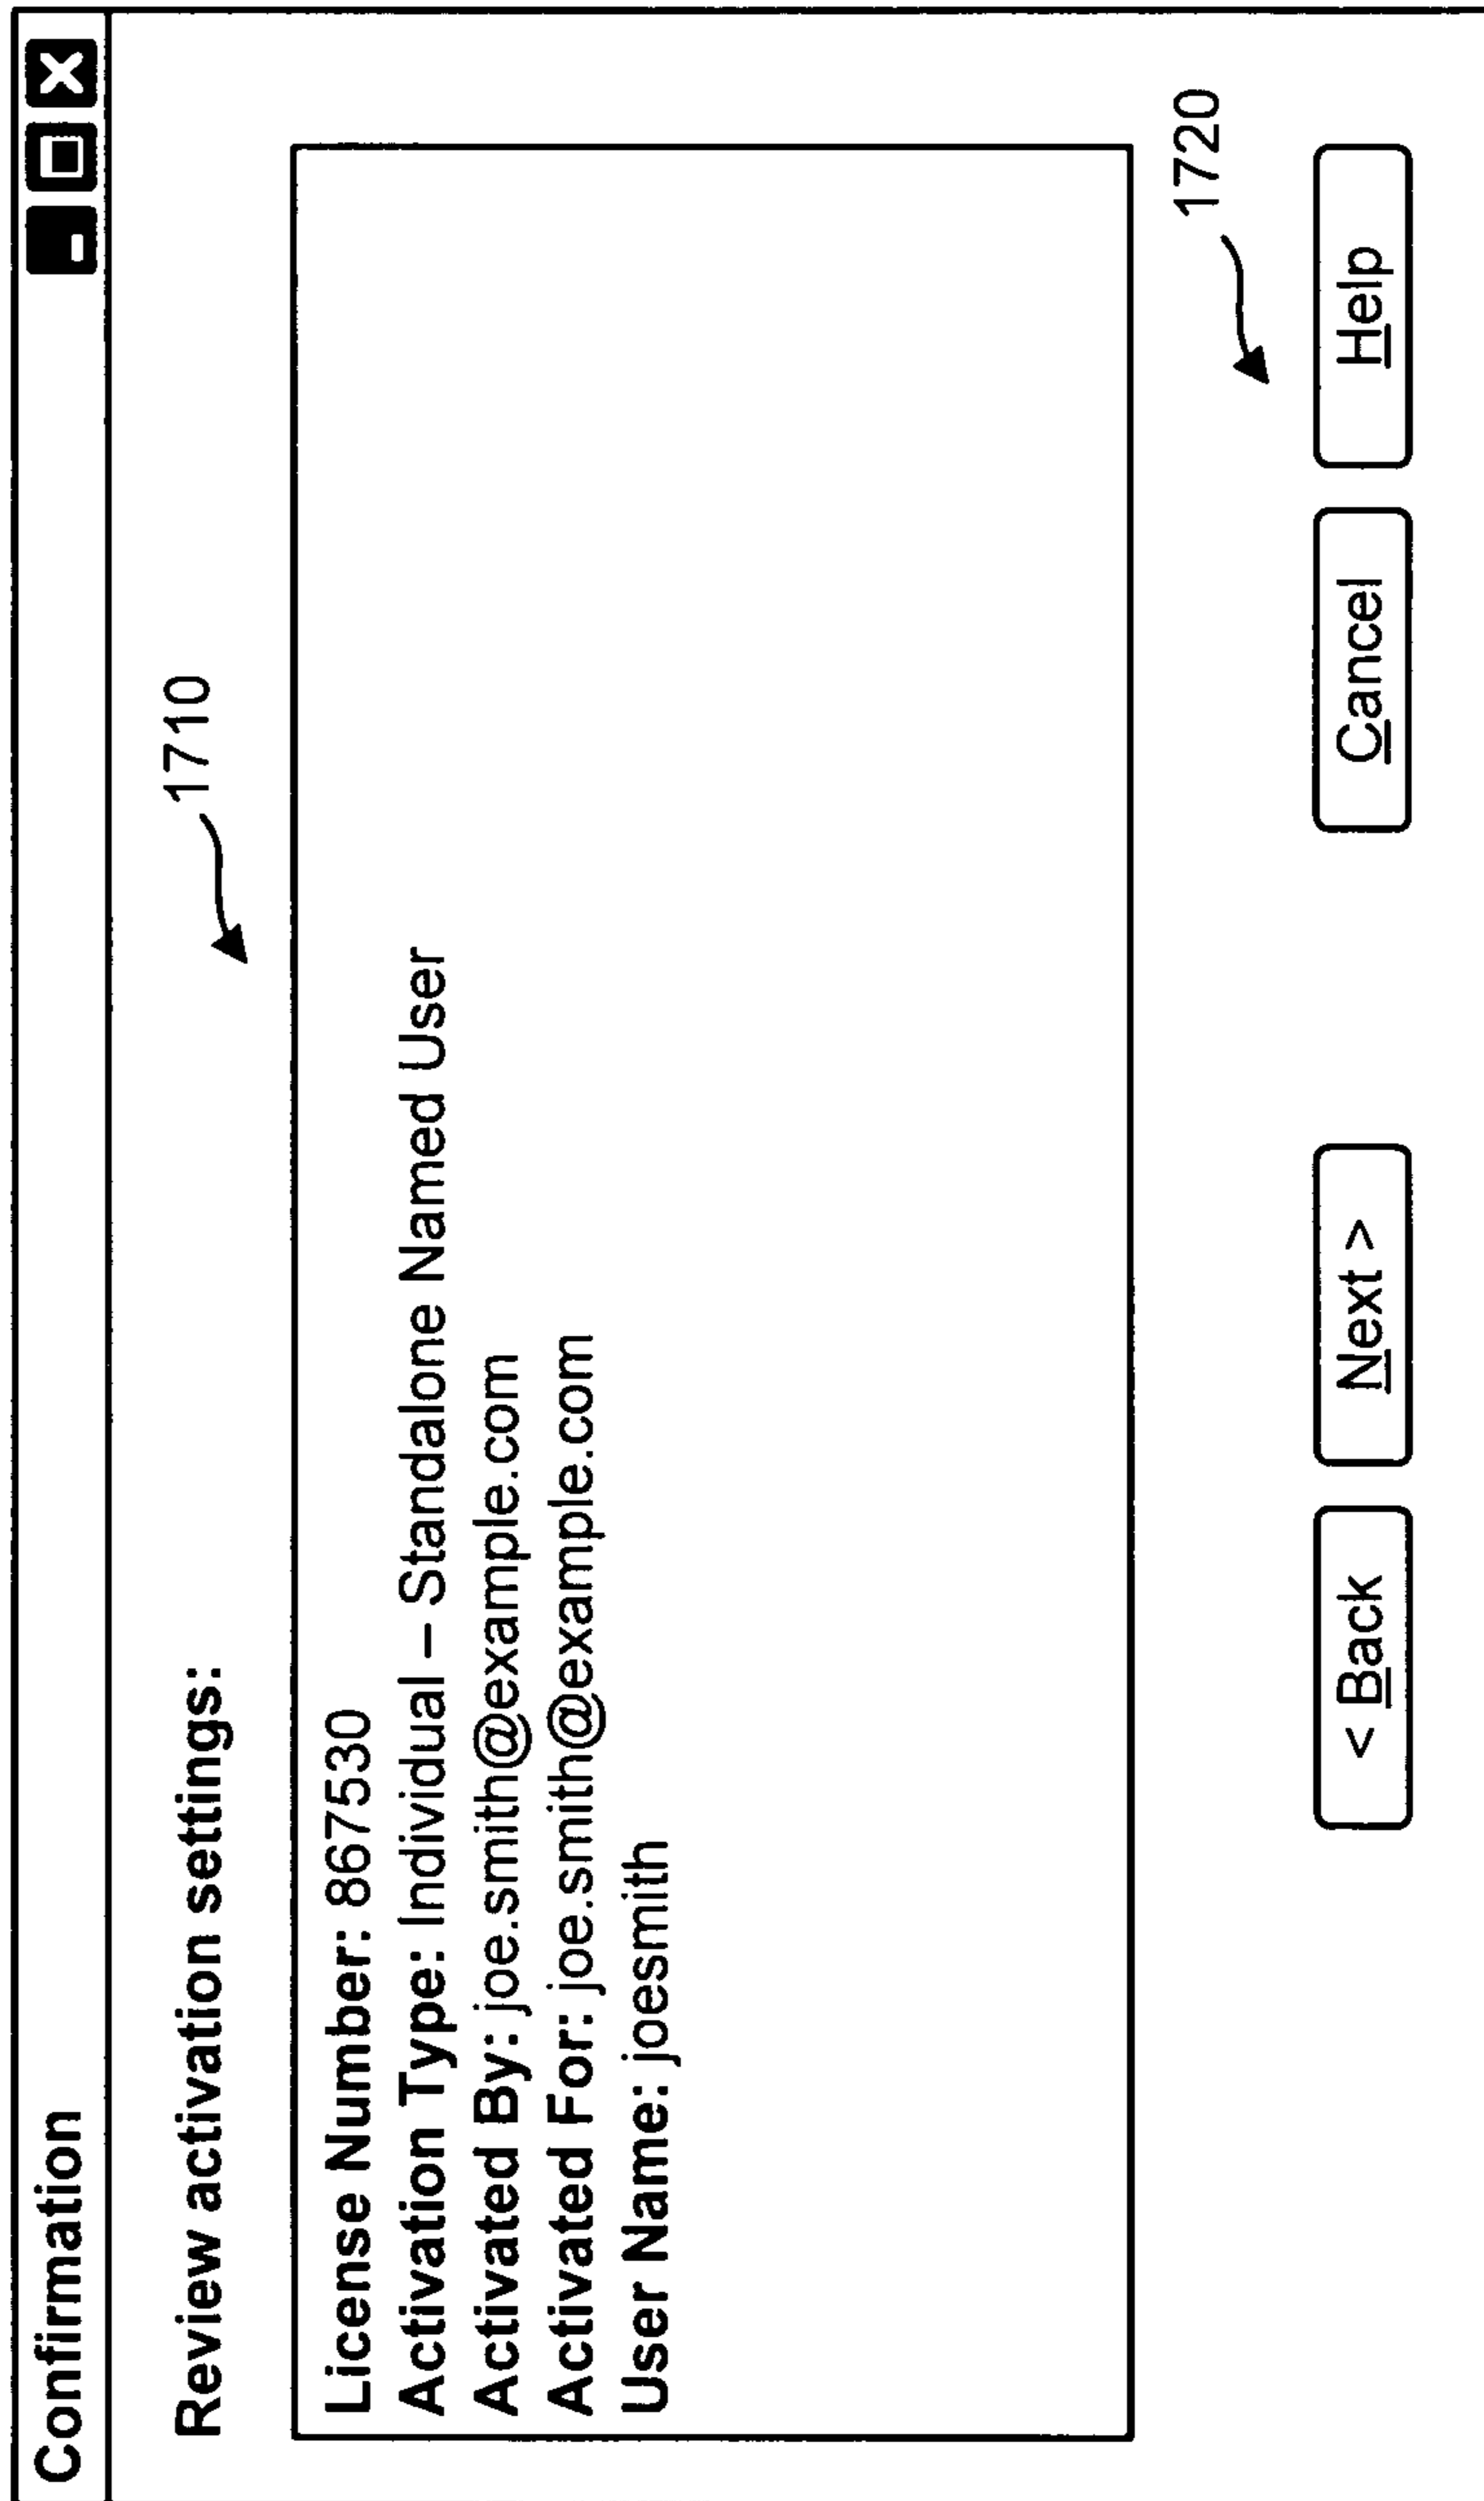 Confirmation
Review activation settings:
1710
License Number: 867530
Activation Type: Individual – Standalone Named User
Activated By: joe.smith@example.com
Activated For: joe.smith@example.com
User Name: joesmith
1720
< Back
Next >
Cancel
Help